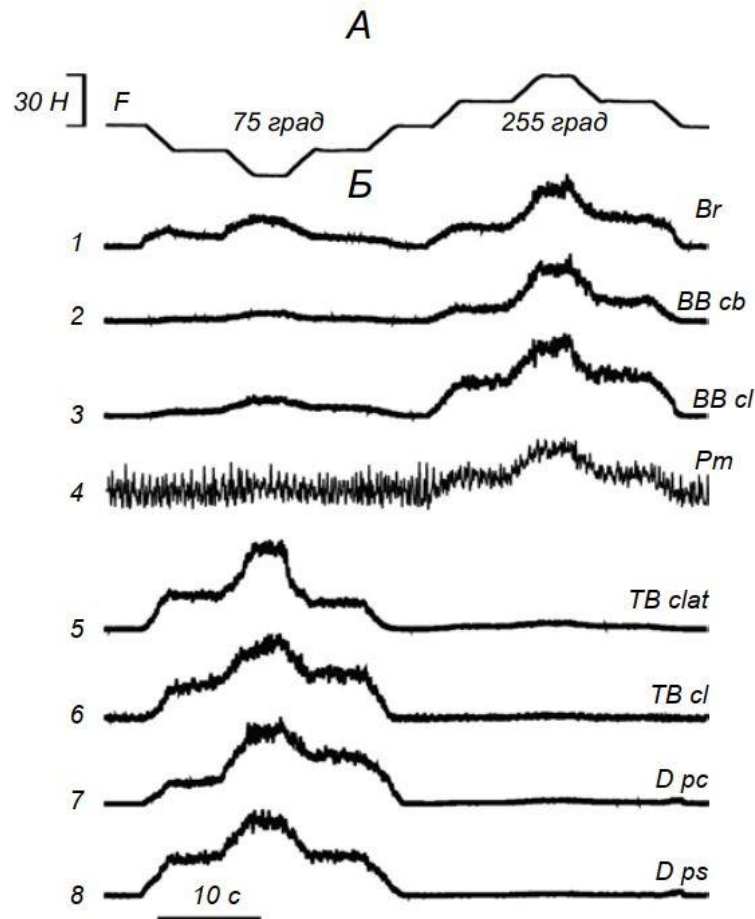 А
30 Н F
75 град 255 град
Б
1 Br
2 BB cb
3 BB cl
4 Pm
5 TB clat
6 TB cl
7 D pc
8 D ps
10 с